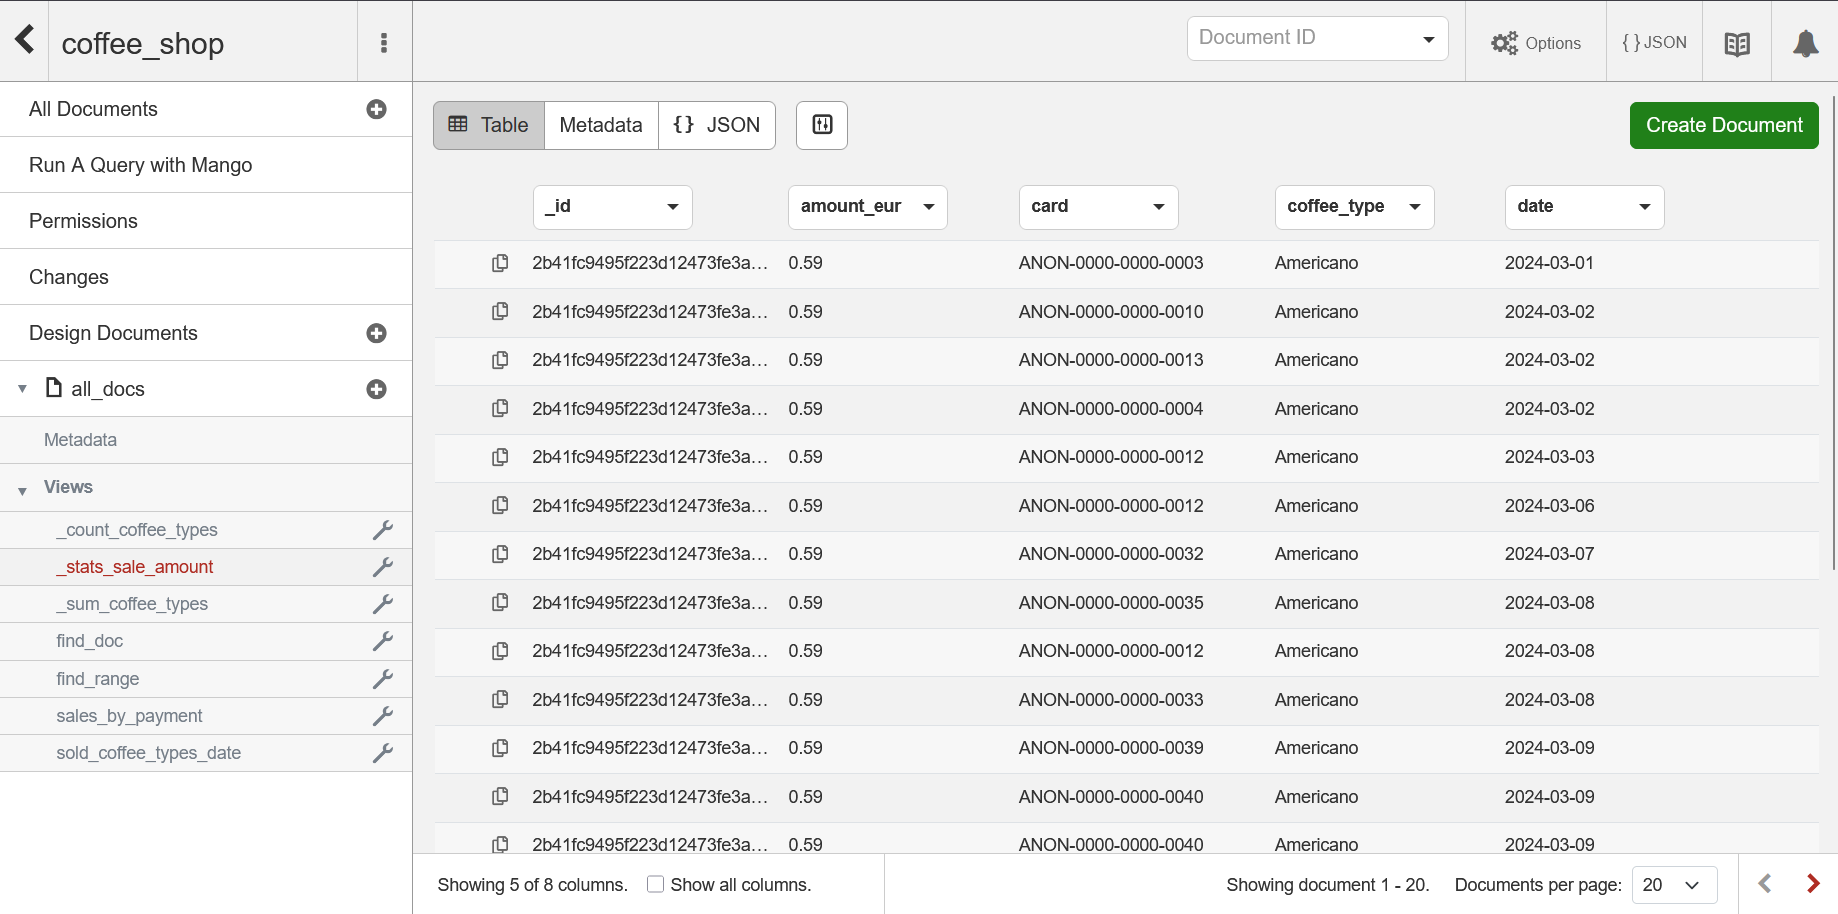 coffee_shop
Document ID
Options
{ } JSON
All Documents
Run A Query with Mango
Permissions
Changes
Design Documents
all_docs
Metadata
Views
_count_coffee_types
_stats_sale_amount
_sum_coffee_types
find_doc
find_range
sales_by_payment
sold_coffee_types_date
Table Metadata {} JSON
Create Document
_id amount_eur card coffee_type date
2b41fc9495f223d12473fe3a... 0.59 ANON-0000-0000-0003 Americano 2024-03-01
2b41fc9495f223d12473fe3a... 0.59 ANON-0000-0000-0010 Americano 2024-03-02
2b41fc9495f223d12473fe3a... 0.59 ANON-0000-0000-0013 Americano 2024-03-02
2b41fc9495f223d12473fe3a... 0.59 ANON-0000-0000-0004 Americano 2024-03-02
2b41fc9495f223d12473fe3a... 0.59 ANON-0000-0000-0012 Americano 2024-03-03
2b41fc9495f223d12473fe3a... 0.59 ANON-0000-0000-0012 Americano 2024-03-06
2b41fc9495f223d12473fe3a... 0.59 ANON-0000-0000-0032 Americano 2024-03-07
2b41fc9495f223d12473fe3a... 0.59 ANON-0000-0000-0035 Americano 2024-03-08
2b41fc9495f223d12473fe3a... 0.59 ANON-0000-0000-0012 Americano 2024-03-08
2b41fc9495f223d12473fe3a... 0.59 ANON-0000-0000-0033 Americano 2024-03-08
2b41fc9495f223d12473fe3a... 0.59 ANON-0000-0000-0039 Americano 2024-03-09
2b41fc9495f223d12473fe3a... 0.59 ANON-0000-0000-0040 Americano 2024-03-09
2b41fc9495f223d12473fe3a... 0.59 ANON-0000-0000-0040 Americano 2024-03-09
Showing 5 of 8 columns. Show all columns. Showing document 1 - 20. Documents per page: 20